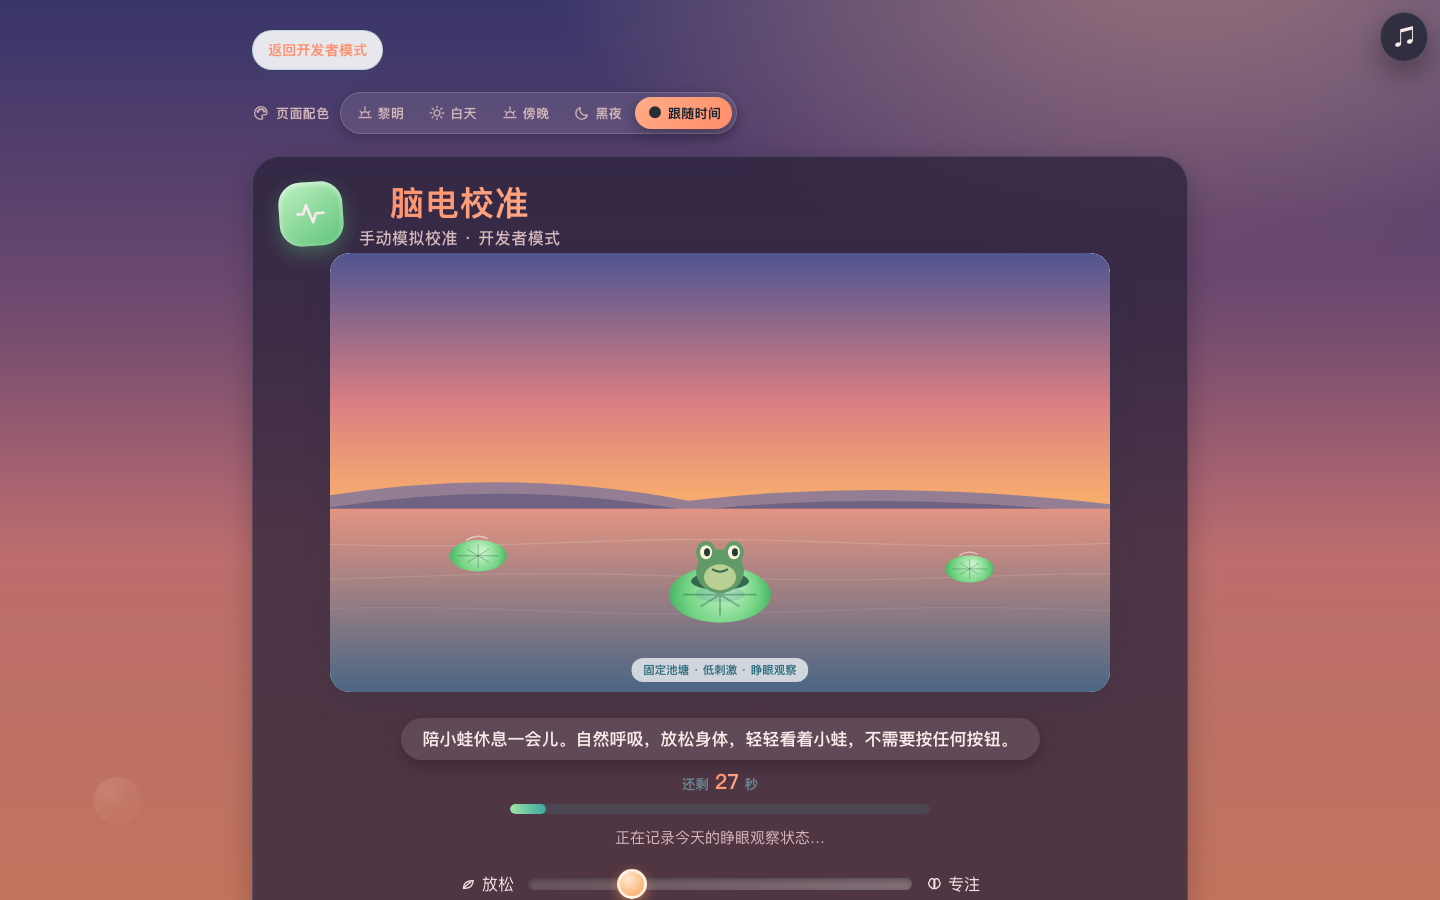 返回开发者模式
页面配色 黎明 白天 傍晚 黑夜 跟随时间
脑电校准
手动模拟校准 · 开发者模式
固定池塘 · 低刺激 · 睁眼观察
陪小蛙休息一会儿。自然呼吸，放松身体，轻轻看着小蛙，不需要按任何按钮。
还剩 27 秒
正在记录今天的睁眼观察状态…
放松 专注